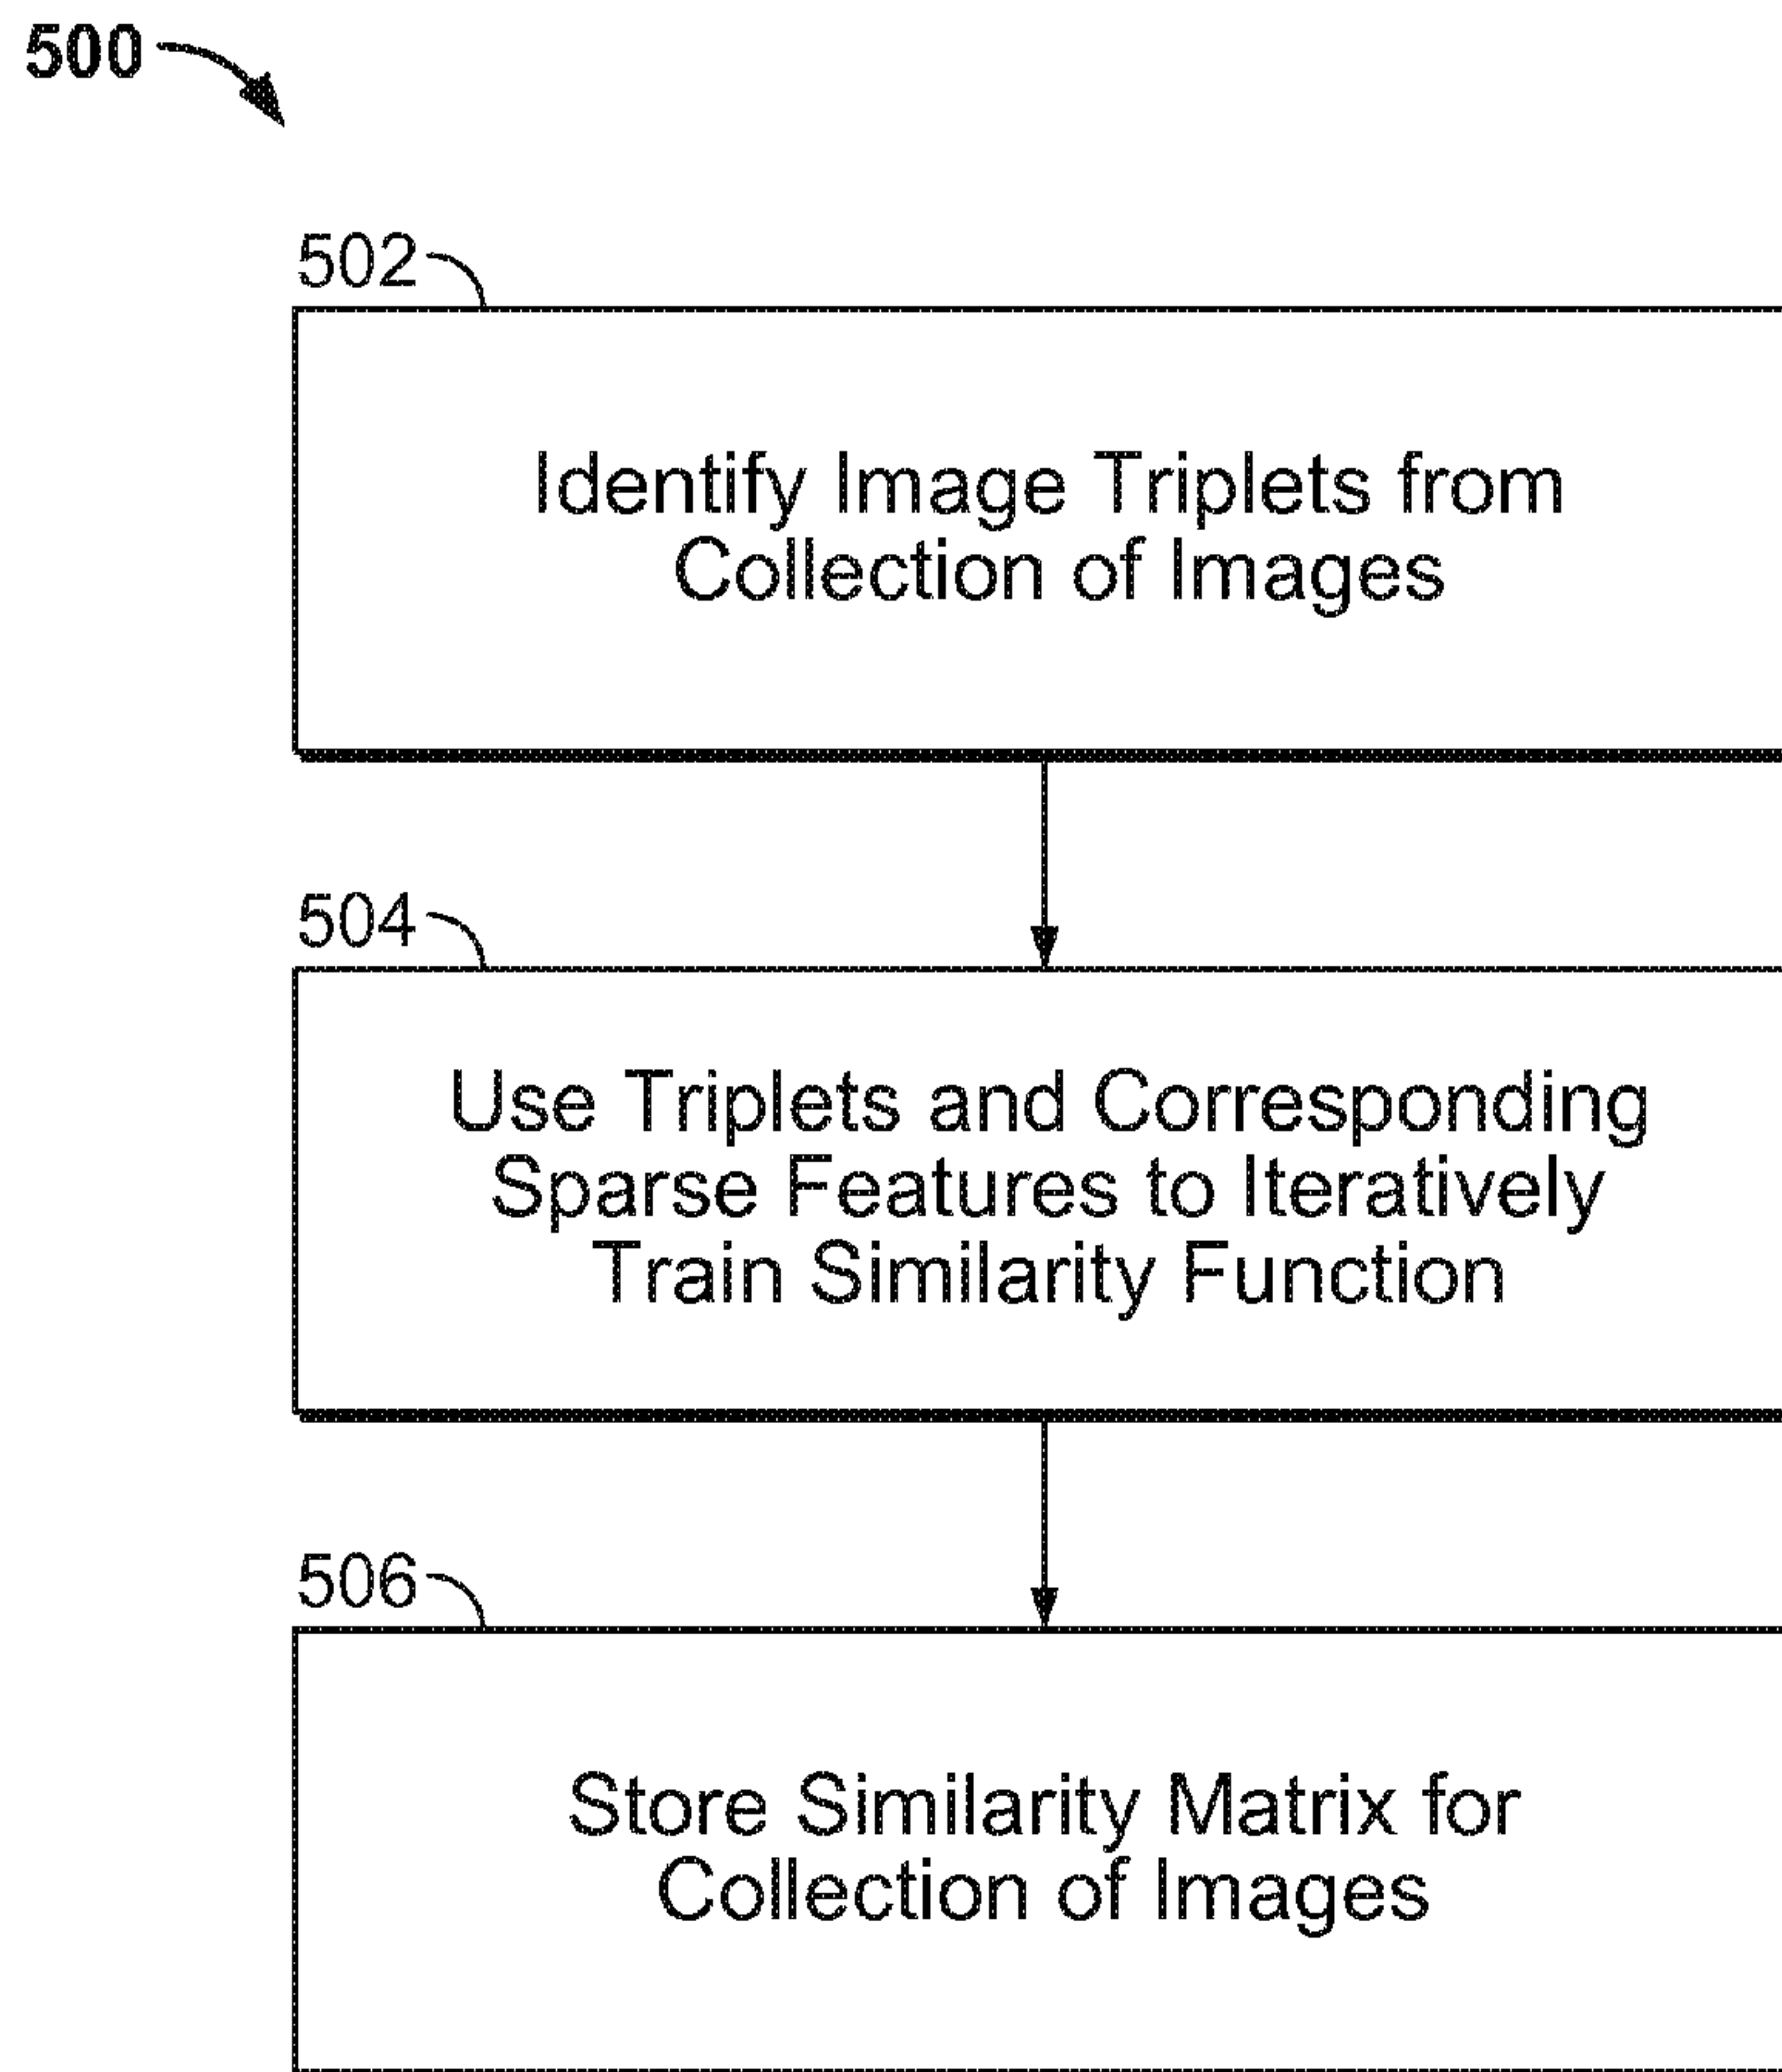 500
502
Identify Image Triplets from
Collection of Images
504
Use Triplets and Corresponding
Sparse Features to Iteratively
Train Similarity Function
506
Store Similarity Matrix for
Collection of Images